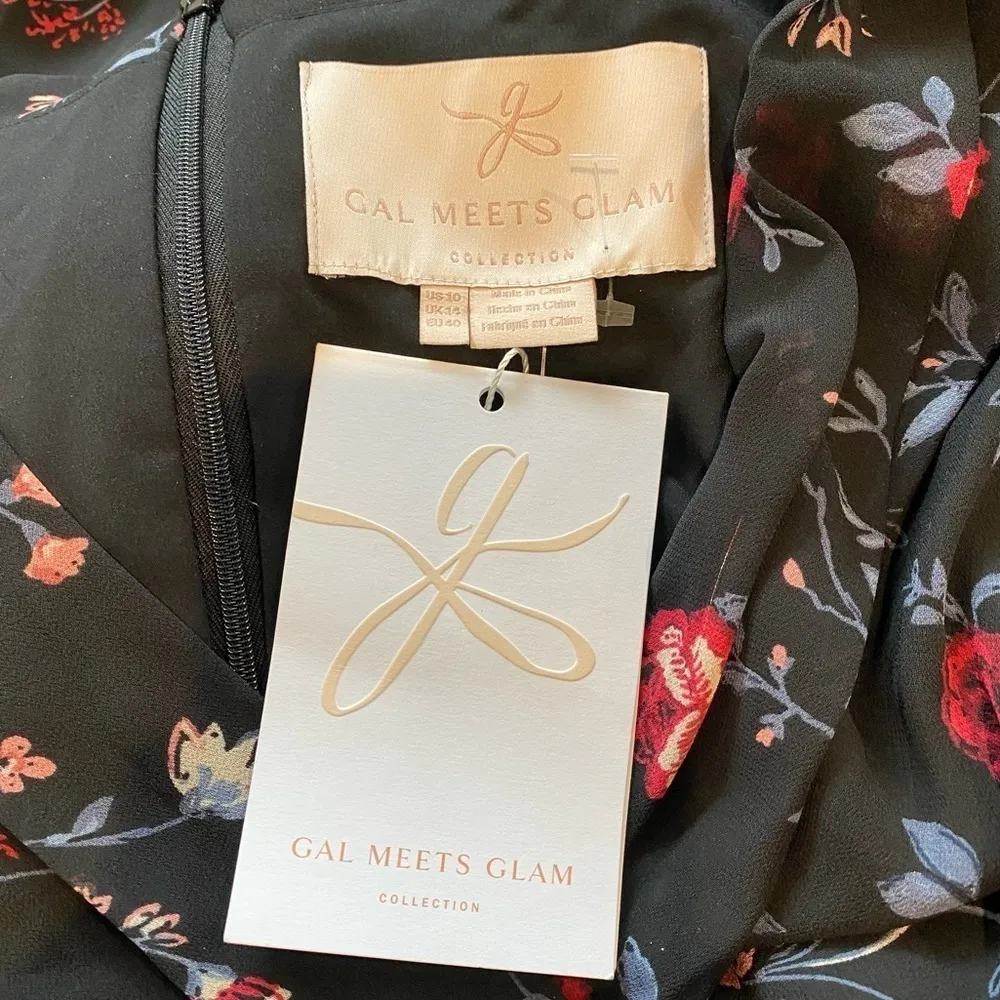 g
GAL MEETS GLAM
COLLECTION
US 10
UK 14
EU 40
Made in China
Hecho en China
Fabriqué en Chine
g
GAL MEETS GLAM
COLLECTION